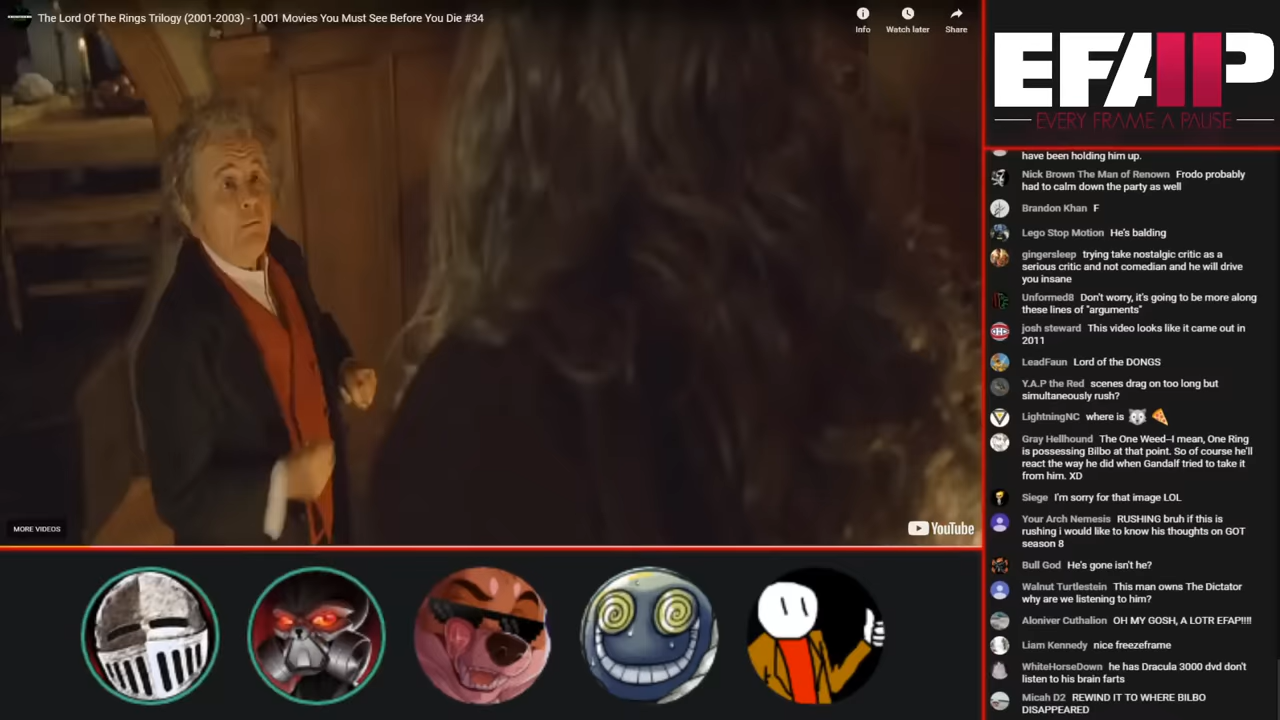 The Lord Of The Rings Trilogy (2001-2003) - 1,001 Movies You Must See Before You Die #34
Info
Watch later
Share
MORE VIDEOS
YouTube
EFAP
EVERY FRAME A PAUSE
have been holding him up.
Nick Brown The Man of Renown Frodo probably
had to calm down the party as well
Brandon Khan F
Lego Stop Motion He's balding
gingersleep trying take nostalgic critic as a
serious critic and not comedian and he will drive
you insane
Unformed8 Don't worry, it's going to be more along
these lines of "arguments"
josh steward This video looks like it came out in
2011
LeadFaun Lord of the DONGS
Y.A.P the Red scenes drag on too long but
simultaneously rush?
LightningNC where is
Gray Hellhound The One Weed--I mean, One Ring
is possessing Bilbo at that point. So of course he'll
react the way he did when Gandalf tried to take it
from him. XD
Siege I'm sorry for that image LOL
Your Arch Nemesis RUSHING bruh if this is
rushing i would like to know his thoughts on GOT
season 8
Bull God He's gone isn't he?
Walnut Turtlestein This man owns The Dictator
why are we listening to him?
Aloniver Cuthalion OH MY GOSH, A LOTR EFAP!!!!
Liam Kennedy nice freezeframe
WhiteHorseDown he has Dracula 3000 dvd don't
listen to his brain farts
Micah D2 REWIND IT TO WHERE BILBO
DISAPPEARED